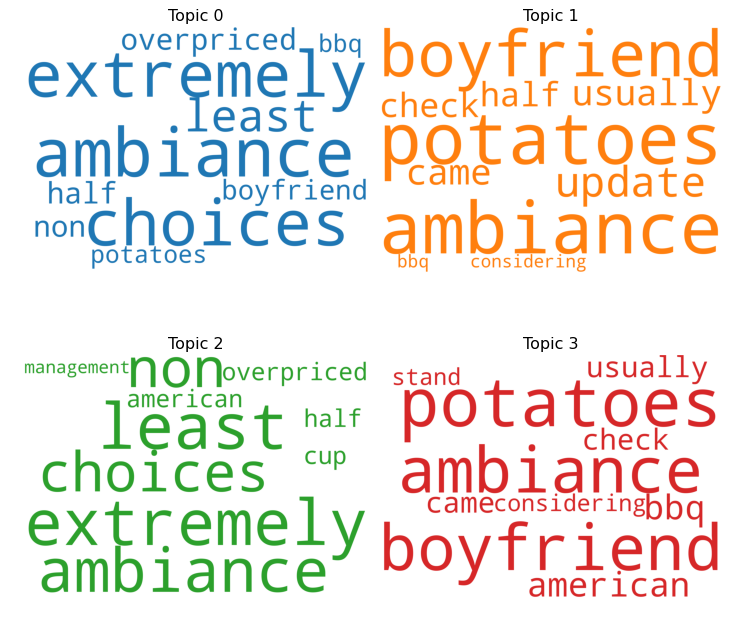 Topic 0
overpriced bbq
extremely
least
ambiance
half boyfriend
non choices
potatoes
Topic 1
boyfriend
check half usually
potatoes
came update
ambiance
bbq considering
Topic 2
management non overpriced
american
least half
choices cup
extremely
ambiance
Topic 3
stand usually
potatoes
check
ambiance
came considering bbq
boyfriend
american